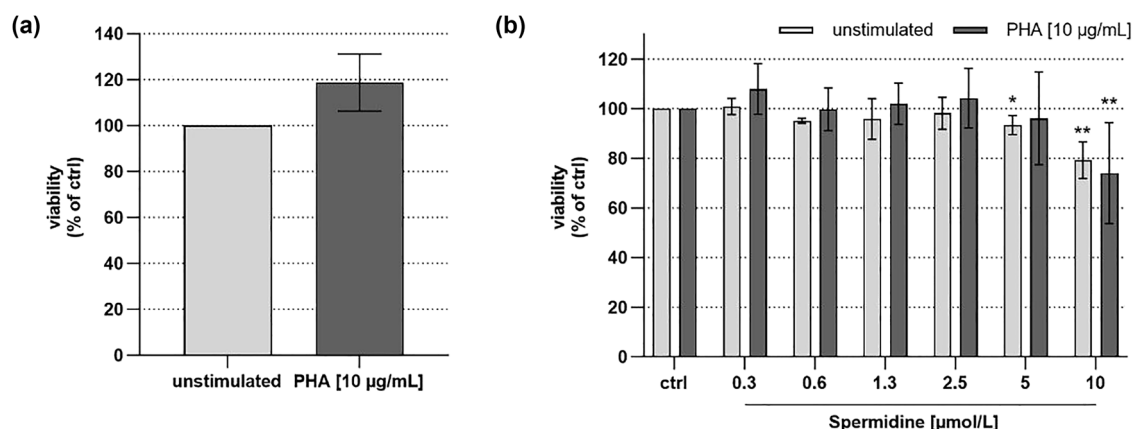 (a)
140
120
100
80
60
40
20
0
viability
(% of ctrl)
unstimulated PHA [10 µg/mL]
(b)
unstimulated PHA [10 µg/mL]
120
100
80
60
40
20
0
viability
(% of ctrl)
* ** **
ctrl 0.3 0.6 1.3 2.5 5 10
Spermidine [µmol/L]